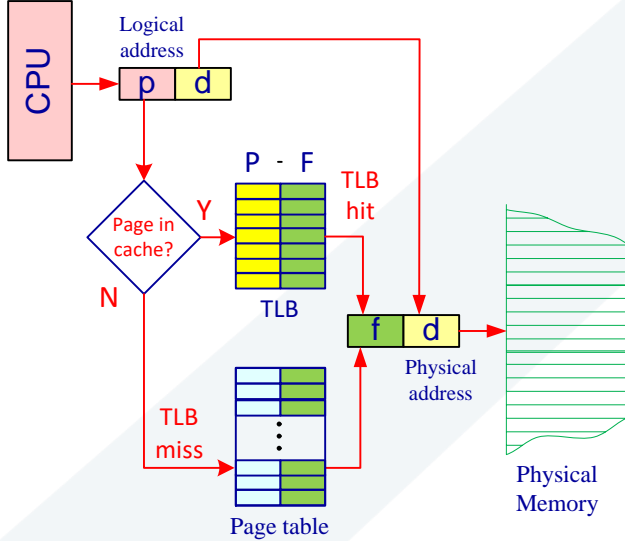 CPU
Logical
address
p d
P - F
TLB
hit
Page in
cache?
Y
N
TLB
f d
Physical
address
TLB
miss
Page table
Physical
Memory